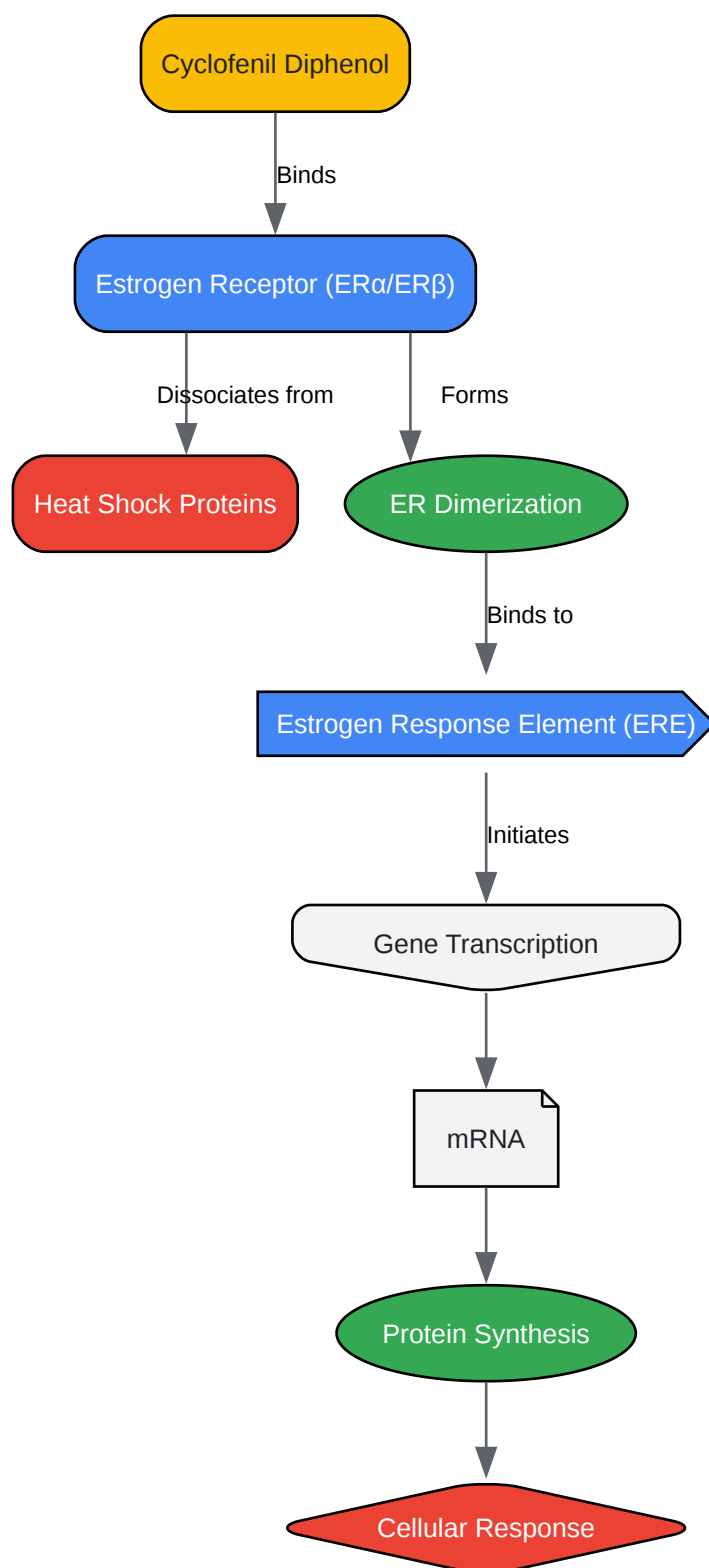 Cyclofenil Diphenol
Binds
Estrogen Receptor (ERα/ERβ)
Dissociates from
Forms
Heat Shock Proteins
ER Dimerization
Binds to
Estrogen Response Element (ERE)
Initiates
Gene Transcription
mRNA
Protein Synthesis
Cellular Response